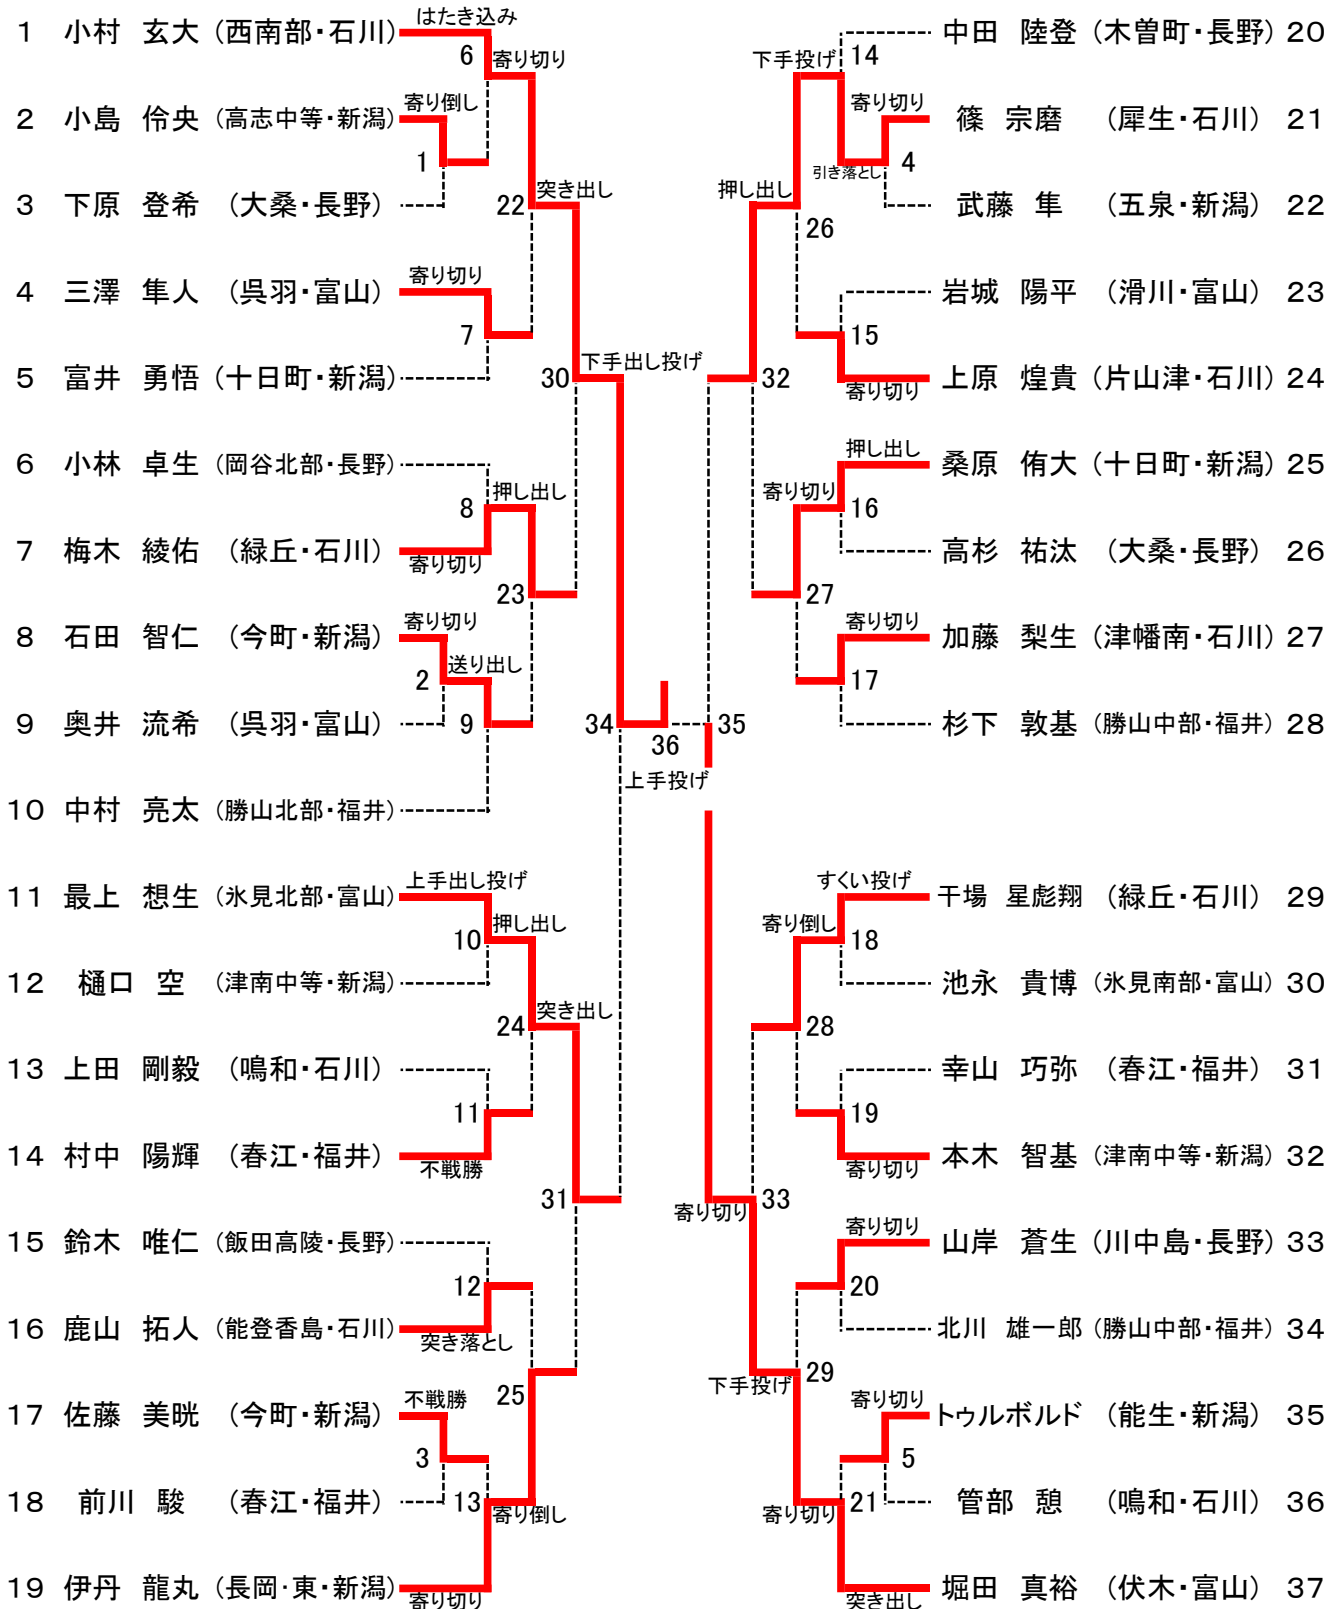 はたき込み
1 小村 玄大 (西南部・石川)
6
寄り切り
寄り倒し
2 小島 伶央 (高志中等・新潟)
1
3 下原 登希 (大桑・長野)
22
突き出し
寄り切り
4 三澤 隼人 (呉羽・富山)
7
5 富井 勇悟 (十日町・新潟)
30
下手出し投げ
6 小林 卓生 (岡谷北部・長野)
8
押し出し
7 梅木 綾佑 (緑丘・石川)
寄り切り
23
寄り切り
8 石田 智仁 (今町・新潟)
2
送り出し
9 奥井 流希 (呉羽・富山)
9
34
36
35
上手投げ
10 中村 亮太 (勝山北部・福井)
上手出し投げ
11 最上 想生 (氷見北部・富山)
10
押し出し
12 樋口 空 (津南中等・新潟)
24
突き出し
13 上田 剛毅 (鳴和・石川)
11
14 村中 陽輝 (春江・福井)
不戦勝
31
15 鈴木 唯仁 (飯田高陵・長野)
12
16 鹿山 拓人 (能登香島・石川)
突き落とし
25
不戦勝
17 佐藤 美晄 (今町・新潟)
3
18 前川 駿 (春江・福井)
13
寄り倒し
19 伊丹 龍丸 (長岡・東・新潟)
寄り切り
中田 陸登 (木曽町・長野) 20
下手投げ
14
寄り切り
篠 宗磨 (犀生・石川) 21
引き落とし
4
押し出し
武藤 隼 (五泉・新潟) 22
26
岩城 陽平 (滑川・富山) 23
15
32
上原 煌貴 (片山津・石川) 24
寄り切り
押し出し
桑原 侑大 (十日町・新潟) 25
寄り切り
16
高杉 祐汰 (大桑・長野) 26
27
寄り切り
加藤 梨生 (津幡南・石川) 27
17
杉下 敦基 (勝山中部・福井) 28
すくい投げ
干場 星彪翔 (緑丘・石川) 29
寄り倒し
18
池永 貴博 (氷見南部・富山) 30
28
幸山 巧弥 (春江・福井) 31
19
本木 智基 (津南中等・新潟) 32
寄り切り
寄り切り
33
寄り切り
山岸 蒼生 (川中島・長野) 33
20
北川 雄一郎 (勝山中部・福井) 34
下手投げ
29
寄り切り
トゥルボルド (能生・新潟) 35
5
管部 憩 (鳴和・石川) 36
寄り切り
21
堀田 真裕 (伏木・富山) 37
突き出し